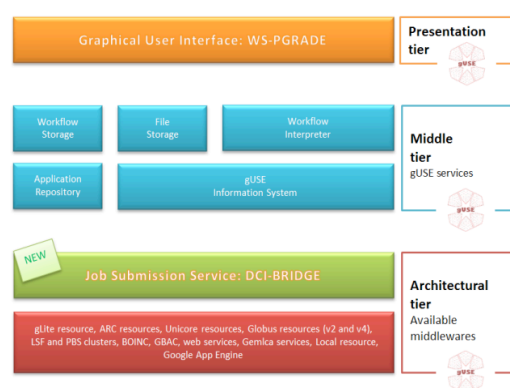 Graphical User Interface: WS-PGRADE
Presentation
tier
gUSE
Workflow
Storage
File
Storage
Workflow
Interpreter
Application
Repository
gUSE
Information System
Middle
tier
gUSE services
gUSE
NEW
Job Submission Service: DCI-BRIDGE
gLite resource, ARC resources, Unicore resources, Globus resources (v2 and v4),
LSF and PBS clusters, BOINC, GBAC, web services, Gemlca services, Local resource,
Google App Engine
Architectural
tier
Available
middlewares
gUSE